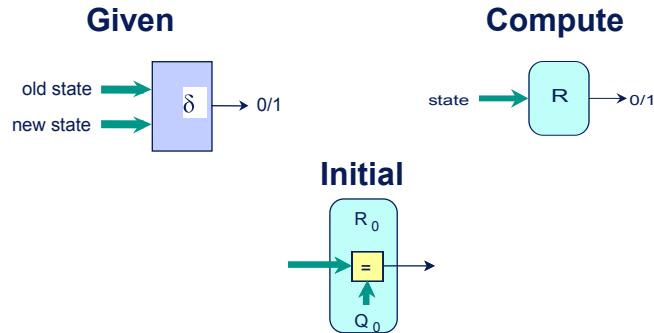 Given
Compute
old state
new state
δ
0/1
state
R
0/1
Initial
R0
=
Q0